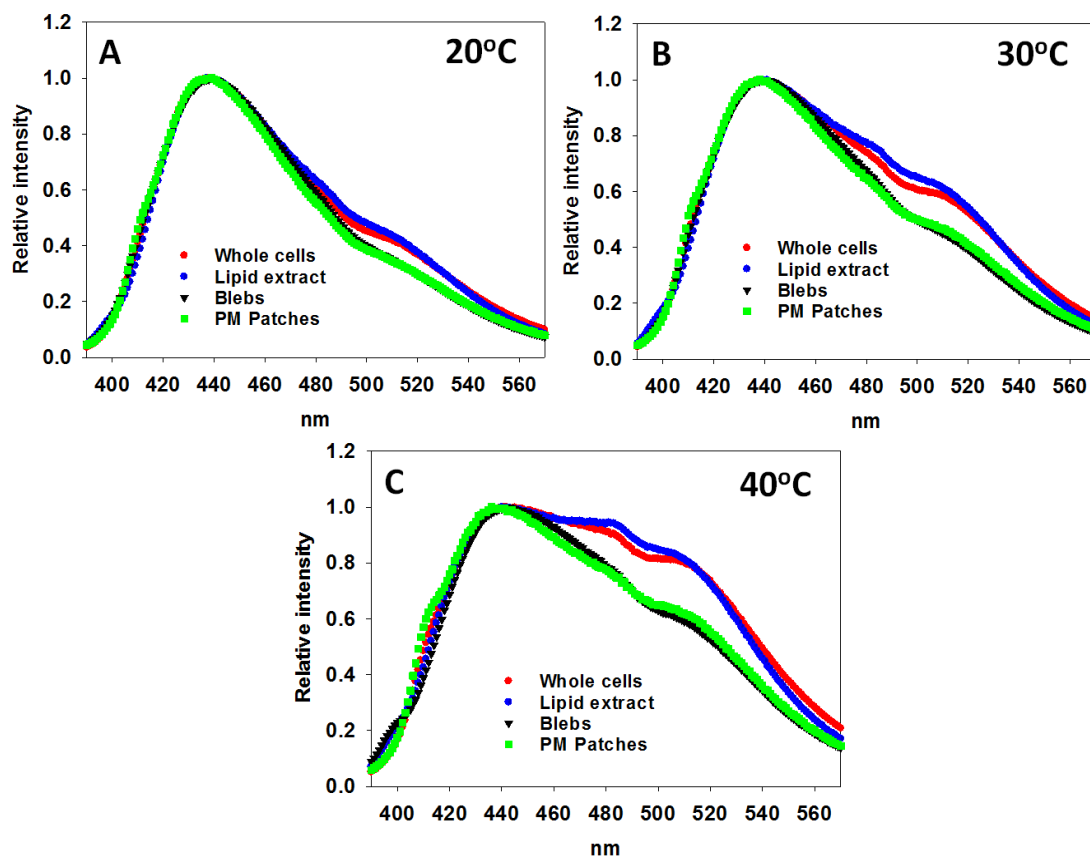 A
20°C
1.2
1.0
0.8
0.6
0.4
0.2
0.0
Relative intensity
Whole cells
Lipid extract
Blebs
PM Patches
400 420 440 460 480 500 520 540 560
nm
B
30°C
1.2
1.0
0.8
0.6
0.4
0.2
0.0
Relative intensity
Whole cells
Lipid extract
Blebs
PM Patches
400 420 440 460 480 500 520 540 560
nm
C
40°C
1.2
1.0
0.8
0.6
0.4
0.2
0.0
Relative intensity
Whole cells
Lipid extract
Blebs
PM Patches
400 420 440 460 480 500 520 540 560
nm